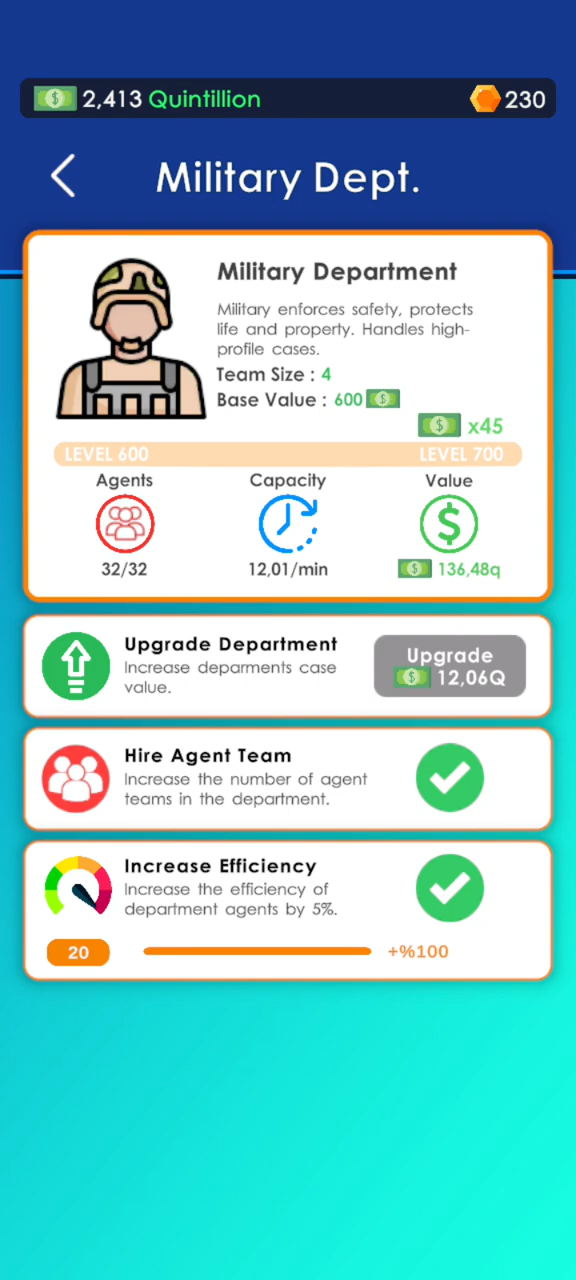 2,413 Quintillion
230
Military Dept.
Military Department
Military enforces safety, protects
life and property. Handles high-
profile cases.
Team Size : 4
Base Value : 600
x45
LEVEL 600 LEVEL 700
Agents Capacity Value
32/32 12,01/min 136,48q
Upgrade Department
Increase deparments case
value.
Upgrade
12,06Q
Hire Agent Team
Increase the number of agent
teams in the department.
Increase Efficiency
Increase the efficiency of
department agents by 5%.
20 +%100